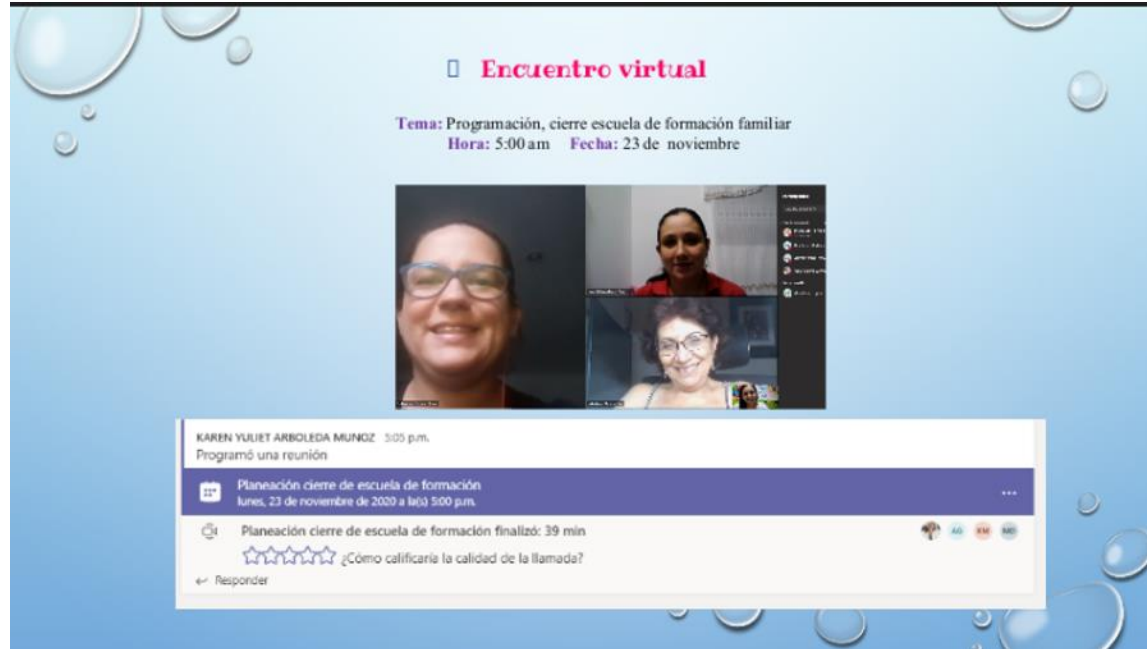 Encuentro virtual
Tema: Programación, cierre escuela de formación familiar
Hora: 5:00 am Fecha: 23 de noviembre
KAREN YULIET ARBOLEDA MUNOZ 5:05 p.m.
Programó una reunión
Planeación cierre de escuela de formación
lunes, 23 de noviembre de 2020 a la(s) 5:00 p.m.
Planeación cierre de escuela de formación finalizó: 39 min
AG KM MD
¿Cómo calificaría la calidad de la llamada?
Responder